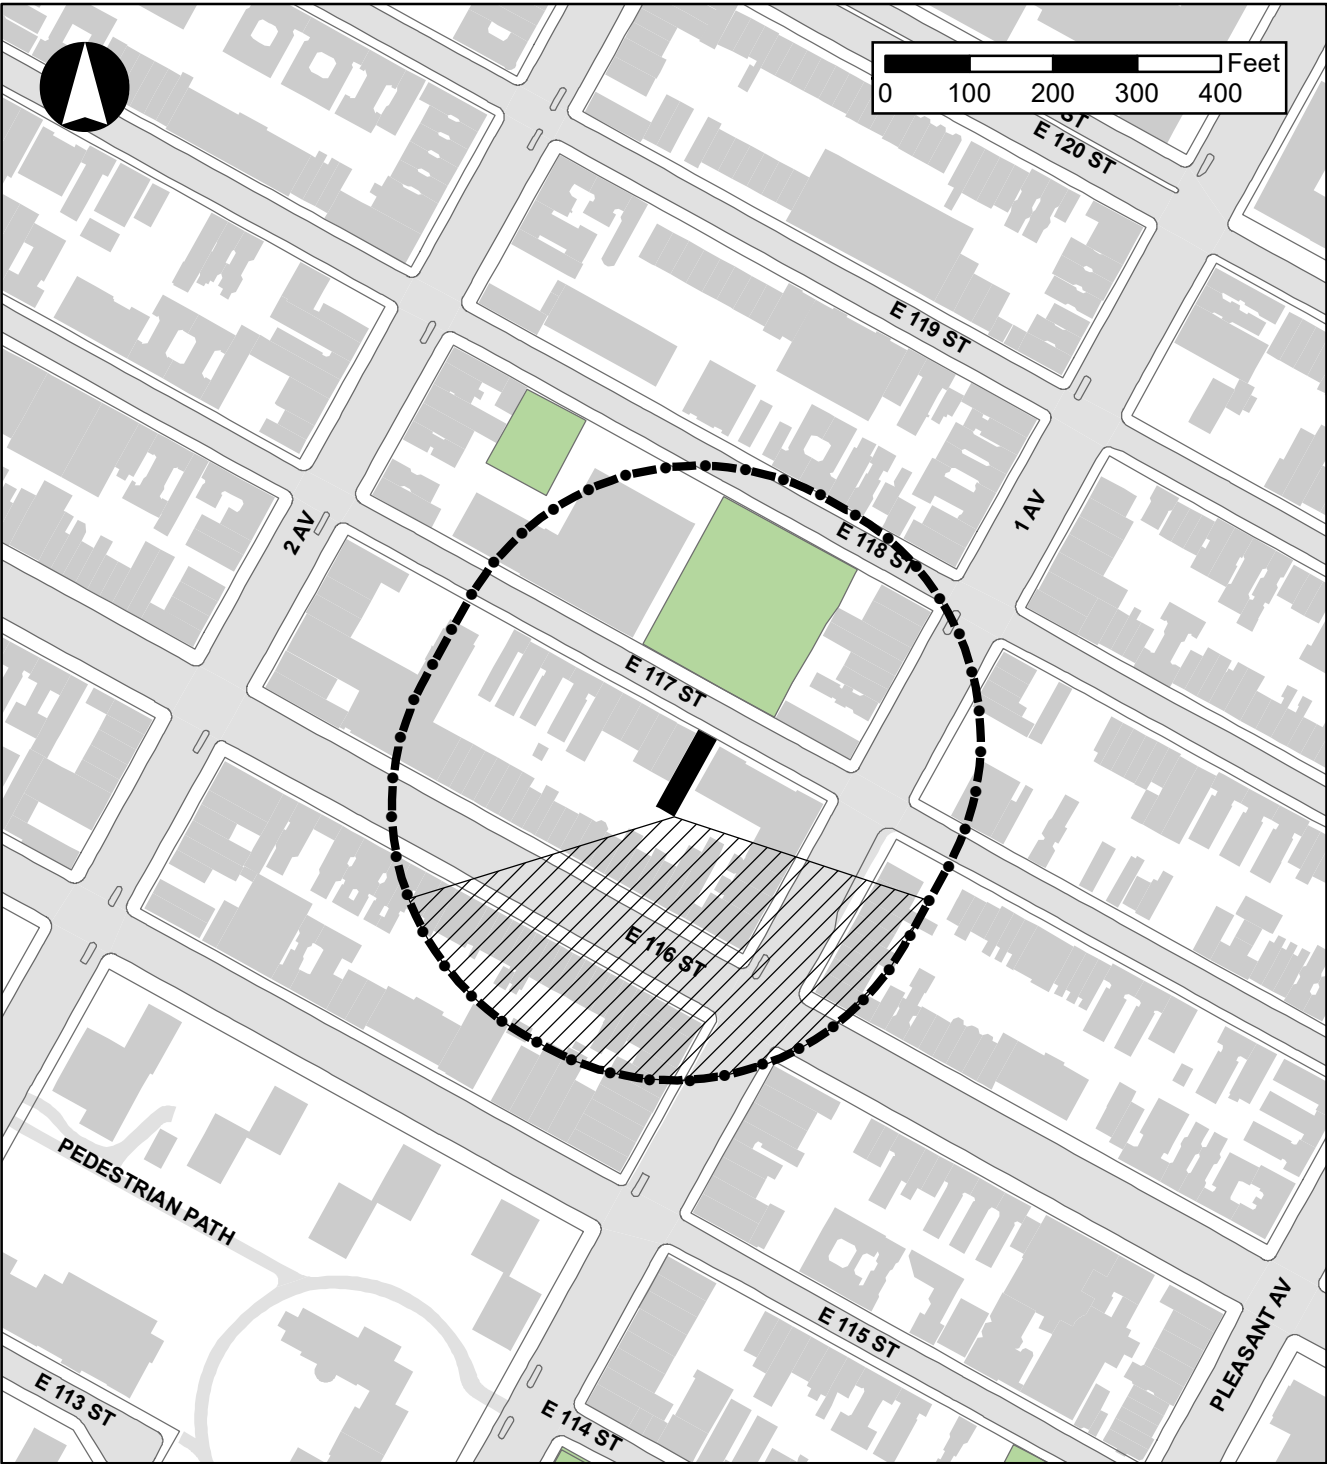 Feet
0 100 200 300 400
ST
E 120 ST
E 119 ST
1 AV
2 AV
E 118 ST
E 117 ST
E 116 ST
PEDESTRIAN PATH
PLEASANT AV
E 115 ST
E 113 ST
E 114 ST